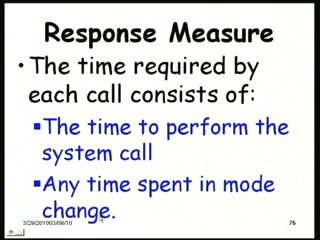 Response Measure
• The time required by
each call consists of:
▪The time to perform the
system call
▪Any time spent in mode
change.
3/29/201003/08/10 75